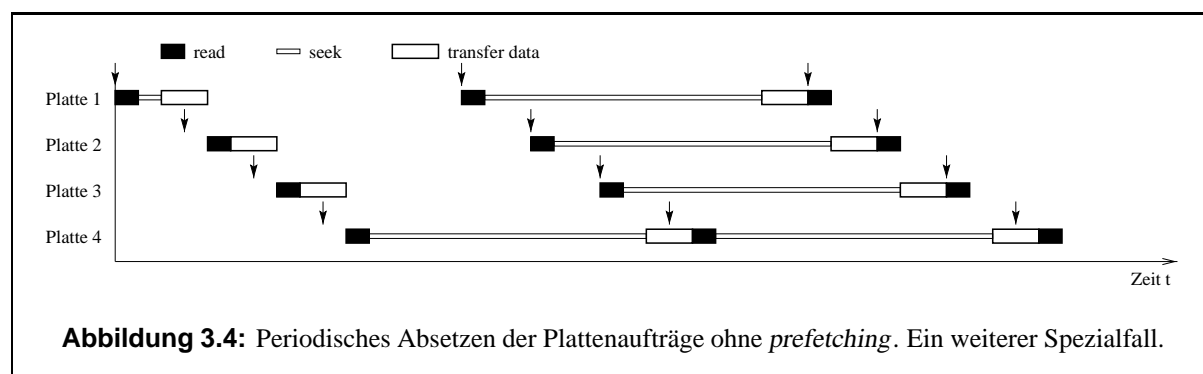 read seek transfer data
Platte 1
Platte 2
Platte 3
Platte 4
Zeit t
Abbildung 3.4: Periodisches Absetzen der Plattenaufträge ohne prefetching. Ein weiterer Spezialfall.